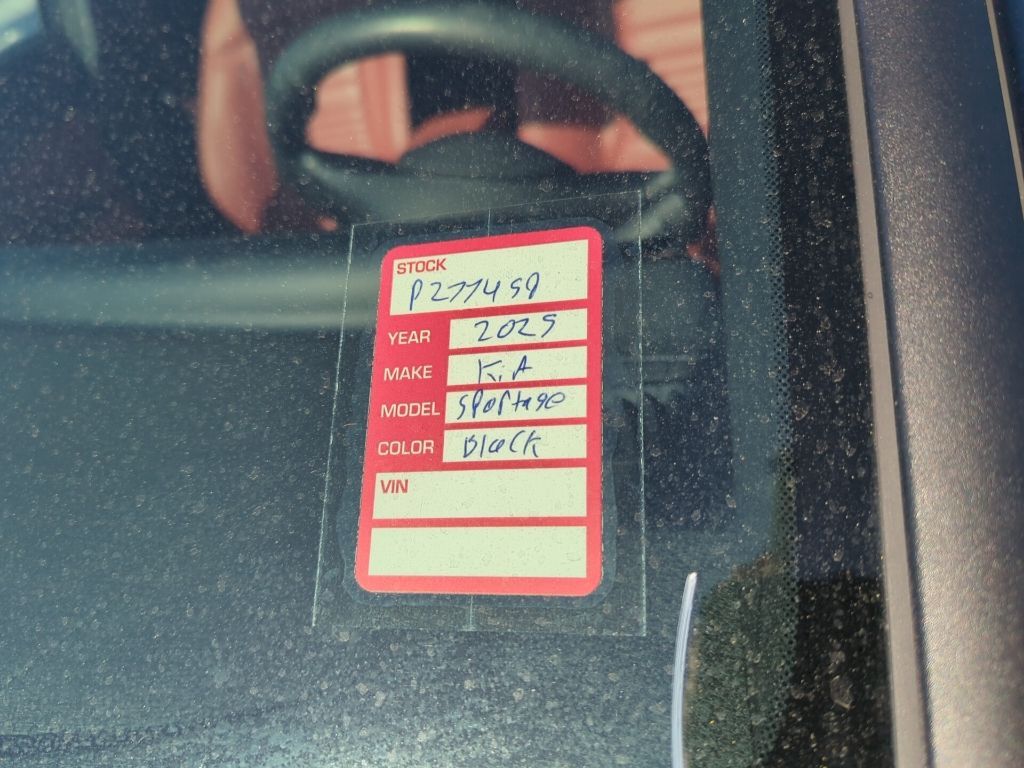 STOCK
P277459
YEAR 2025
MAKE KiA
MODEL Sportage
COLOR Black
VIN